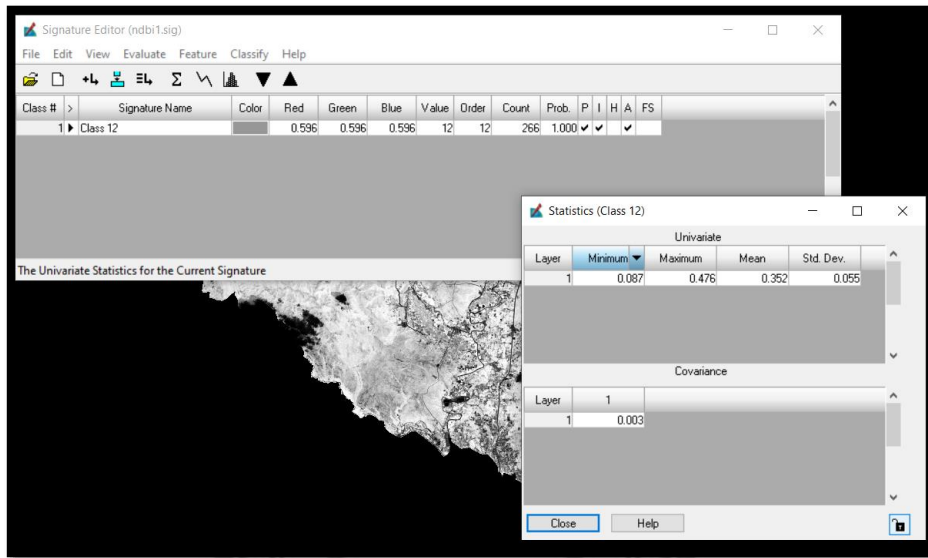 Signature Editor (ndbi1.sig)
File Edit View Evaluate Feature Classify Help
Class # > Signature Name Color Red Green Blue Value Order Count Prob. P I H A FS
1 Class 12 0.596 0.596 0.596 12 12 266 1.000
The Univariate Statistics for the Current Signature
Statistics (Class 12)
Univariate
Layer Minimum Maximum Mean Std. Dev.
1 0.087 0.476 0.352 0.055
Covariance
Layer 1
1 0.003
Close Help